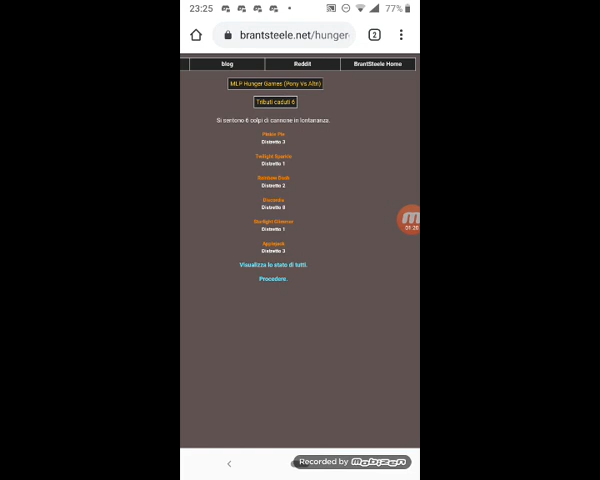 23:25
77%
brantsteele.net/hunger-
2
blog Reddit BrantSteele Home
MLP Hunger Games (Pony Vs Altri)
Tributi caduti 6
Si sentono 6 colpi di cannone in lontananza.
Pinkie Pie
Distretto 3
Twilight Sparkle
Distretto 1
Rainbow Dash
Distretto 2
Discordia
Distretto 8
Starlight Glimmer
Distretto 1
Applejack
Distretto 3
Visualizza lo stato di tutti.
Procedere.
Recorded by mobizen